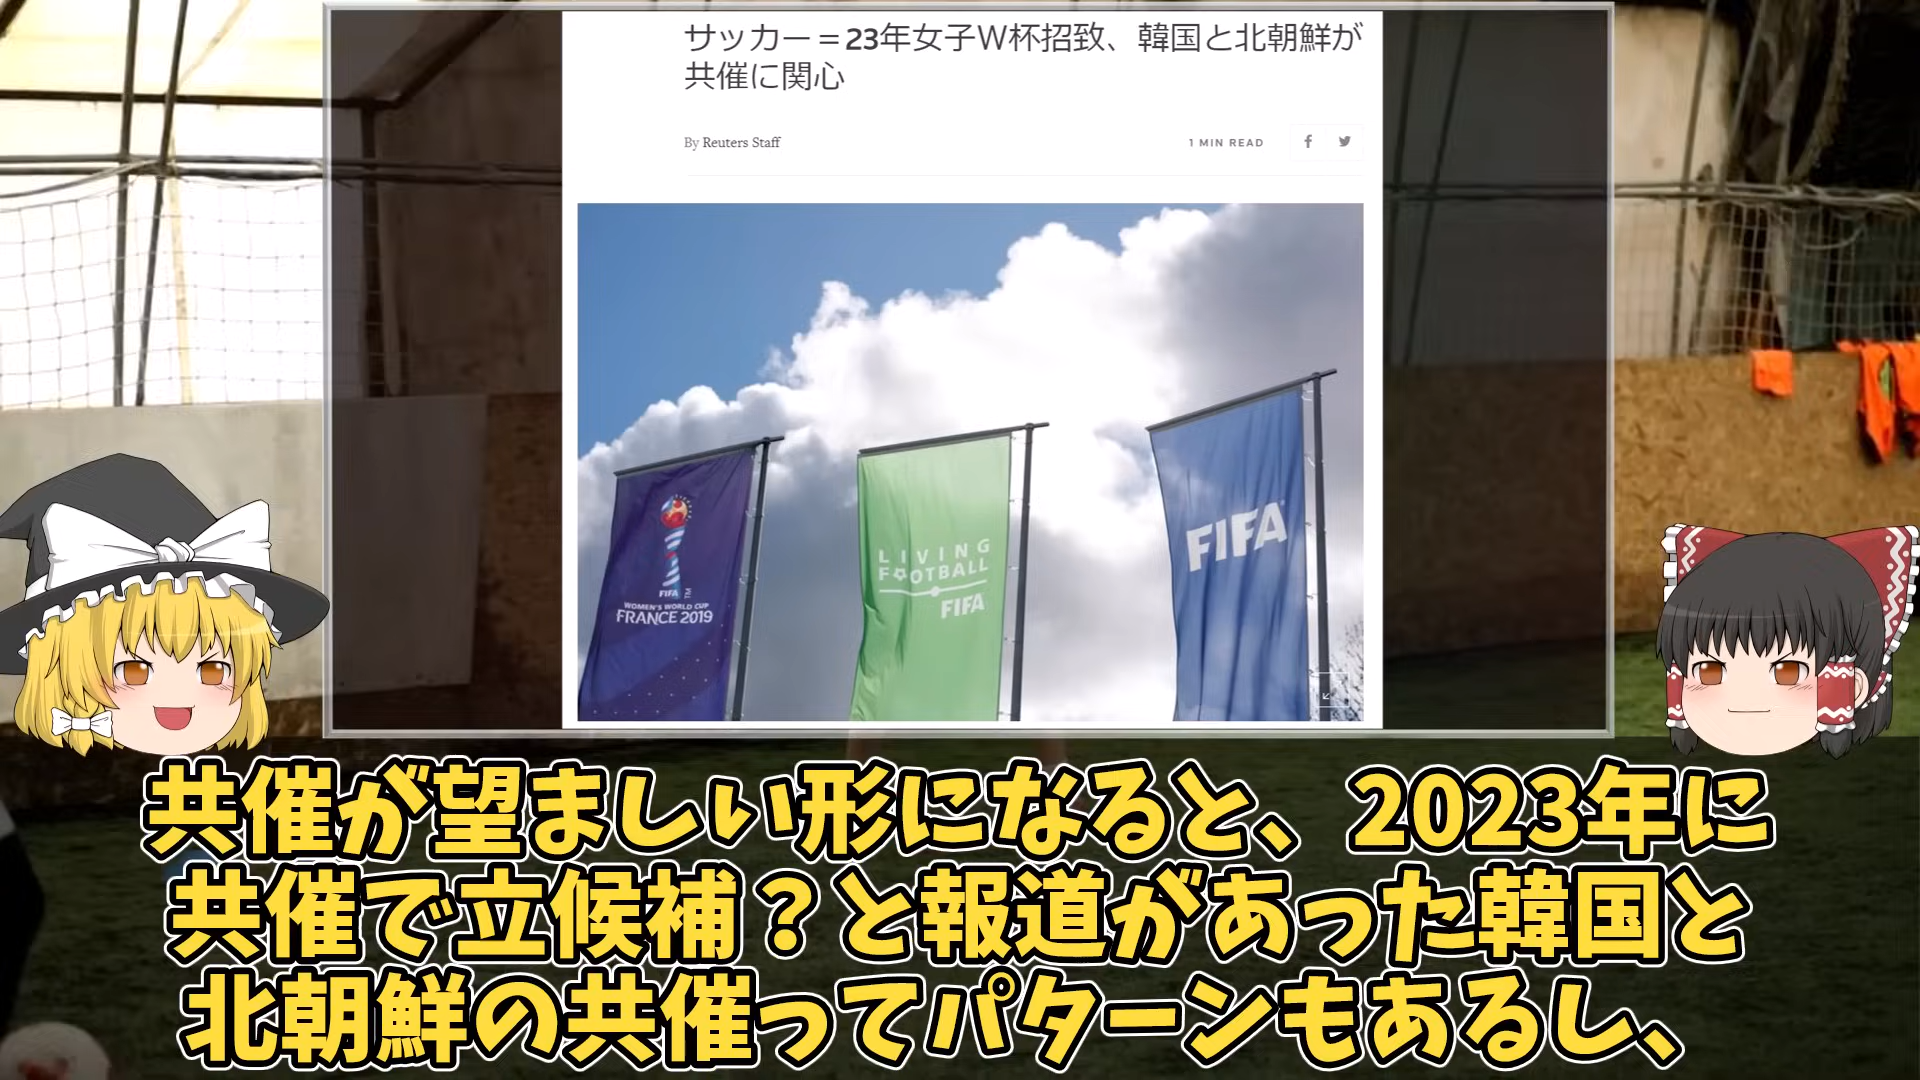 サッカー＝23年女子Ｗ杯招致、韓国と北朝鮮が
共催に関心
By Reuters Staff
1 MIN READ
FIFA TM
WOMEN'S WORLD CUP
FRANCE 2019
LIVING
FOOTBALL
FIFA
FIFA
共催が望ましい形になると、2023年に
共催で立候補？と報道があった韓国と
北朝鮮の共催ってパターンもあるし、